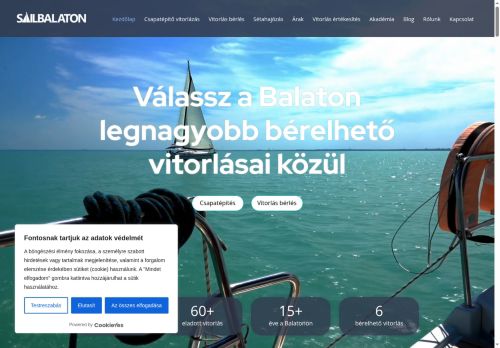 SAILBALATON
Kezdőlap Csapatépítő vitorlázás Vitorlás bérlés Sétahajózás Árak Vitorlás értékesítés Akadémia Blog Rólunk Kapcsolat
Válassz a Balaton
legnagyobb bérelhető
vitorlásai közül
Csapatépítés Vitorlás bérlés
Fontosnak tartjuk az adatok védelmét
A böngészési élmény fokozása, a személyre szabott
hirdetések vagy tartalmak megjelenítése, valamint a forgalom
elemzése érdekében sütiket (cookie) használunk. A "Mindet
elfogadom" gombra kattintva hozzájárulhat a sütik
használatához.
Testreszabás Elutasít Az összes elfogadása
Powered by CookieYes
60+
eladott vitorlás
15+
éve a Balatonon
6
bérelhető vitorlás